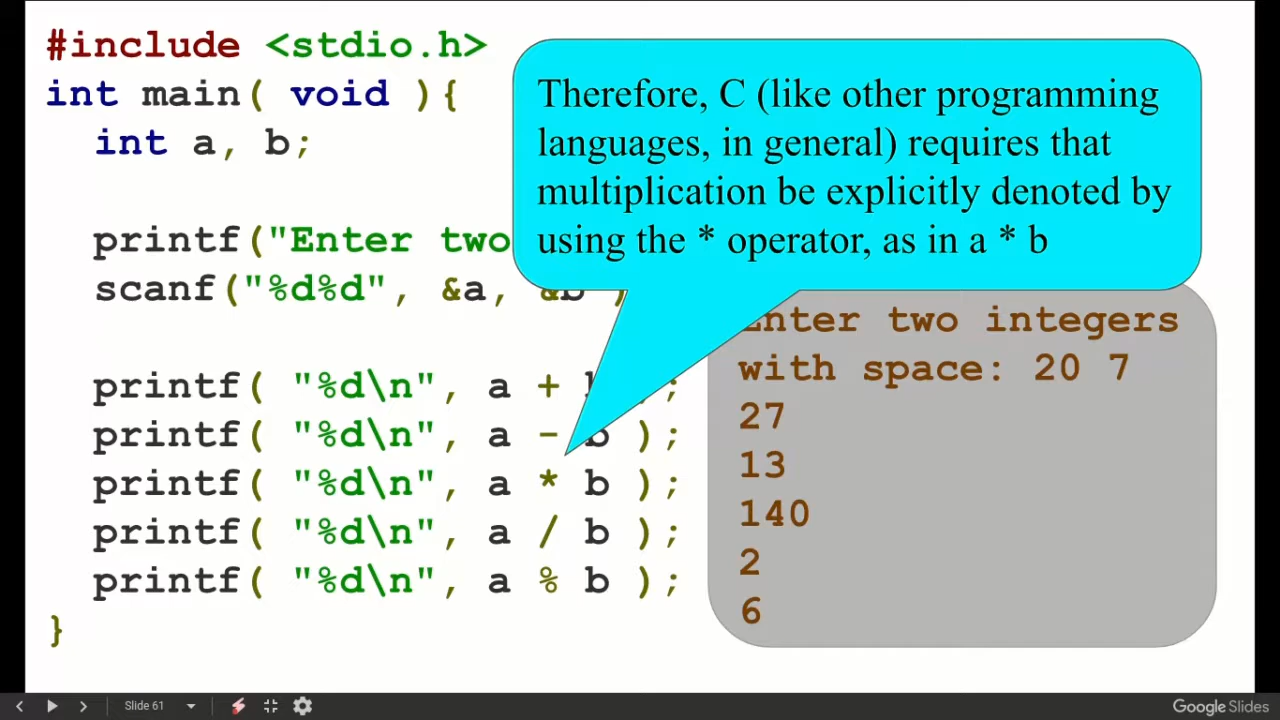 #include <stdio.h>
int main( void ){
int a, b;
printf("Enter two
scanf("%d%d", &a, &b )
printf( "%d\n", a + b );
printf( "%d\n", a - b );
printf( "%d\n", a * b );
printf( "%d\n", a / b );
printf( "%d\n", a % b );
}
Therefore, C (like other programming
languages, in general) requires that
multiplication be explicitly denoted by
using the * operator, as in a * b
Enter two integers
with space: 20 7
27
13
140
2
6
Slide 61
Google Slides